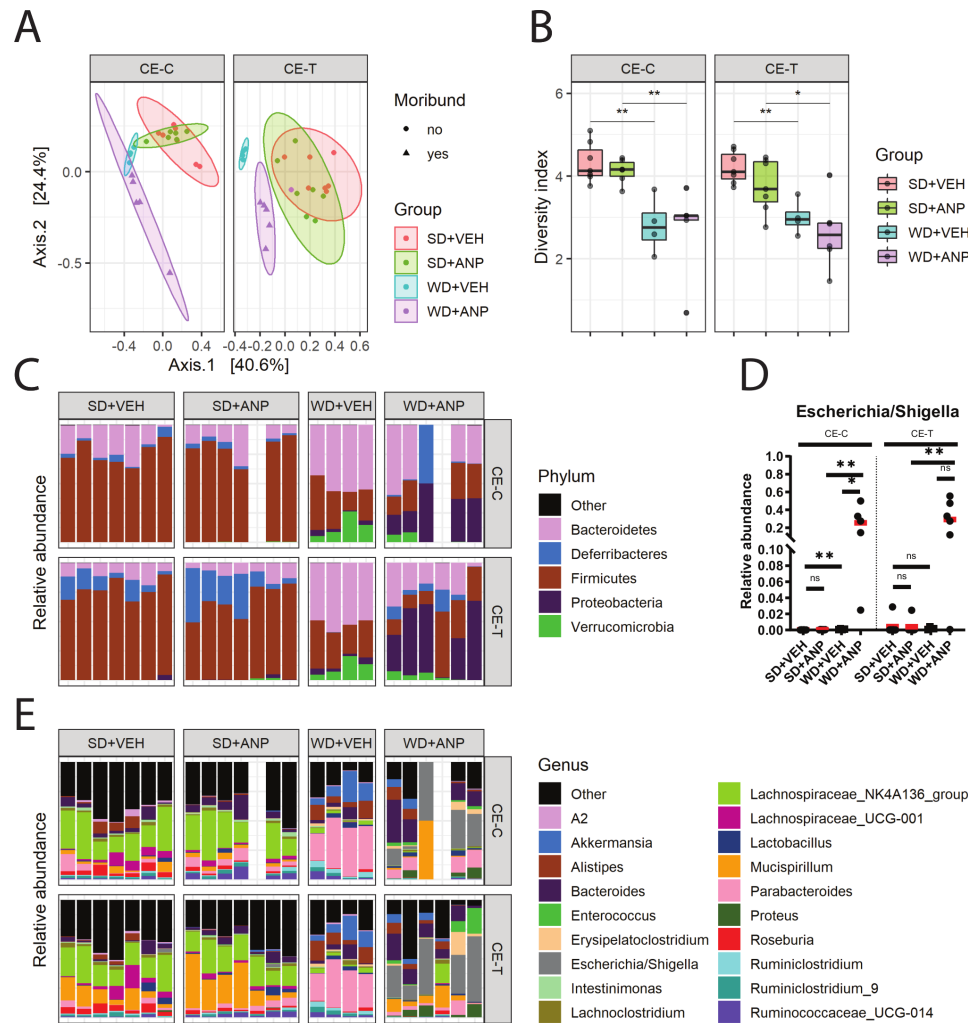 A
CE-C
CE-T
Axis.2 [24.4%]
0.0
-0.5
-0.4
0.0
0.4
-0.4
-0.2
0.0
0.2
0.4
0.6
Axis.1 [40.6%]
Moribund
no
yes
Group
SD+VEH
SD+ANP
WD+VEH
WD+ANP
B
CE-C
CE-T
Diversity index
6
4
2
**
**
**
*
Group
SD+VEH
SD+ANP
WD+VEH
WD+ANP
C
SD+VEH
SD+ANP
WD+VEH
WD+ANP
Relative abundance
CE-C
CE-T
Phylum
Other
Bacteroidetes
Deferribacteres
Firmicutes
Proteobacteria
Verrucomicrobia
D
Escherichia/Shigella
CE-C
CE-T
Relative abundance
1.0
0.8
0.6
0.4
0.2
0.10
0.08
0.06
0.04
0.02
0.00
**
*
**
ns
**
ns
ns
ns
SD+VEH
SD+ANP
WD+VEH
WD+ANP
SD+VEH
SD+ANP
WD+VEH
WD+ANP
E
SD+VEH
SD+ANP
WD+VEH
WD+ANP
Relative abundance
CE-C
CE-T
Genus
Other
A2
Akkermansia
Alistipes
Bacteroides
Enterococcus
Erysipelatoclostridium
Escherichia/Shigella
Intestinimonas
Lachnoclostridium
Lachnospiraceae_NK4A136_group
Lachnospiraceae_UCG-001
Lactobacillus
Mucispirillum
Parabacteroides
Proteus
Roseburia
Ruminiclostridium
Ruminiclostridium_9
Ruminococcaceae_UCG-014